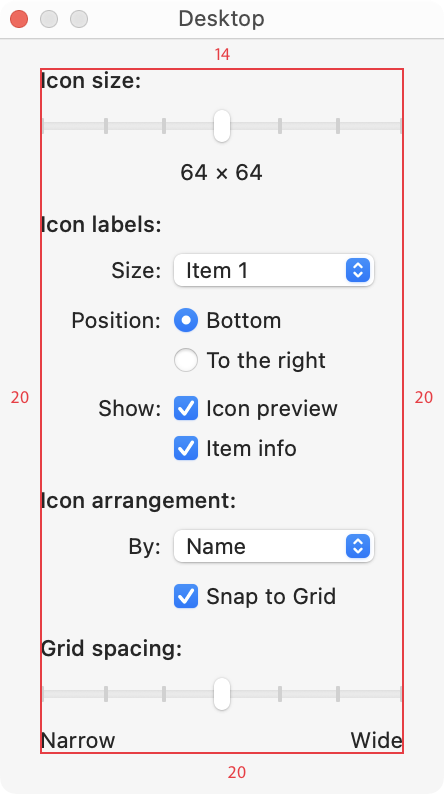 Desktop
14
Icon size:
64 × 64
Icon labels:
Size: Item 1
Position: Bottom
To the right
20 20
Show: Icon preview
Item info
Icon arrangement:
By: Name
Snap to Grid
Grid spacing:
Narrow Wide
20